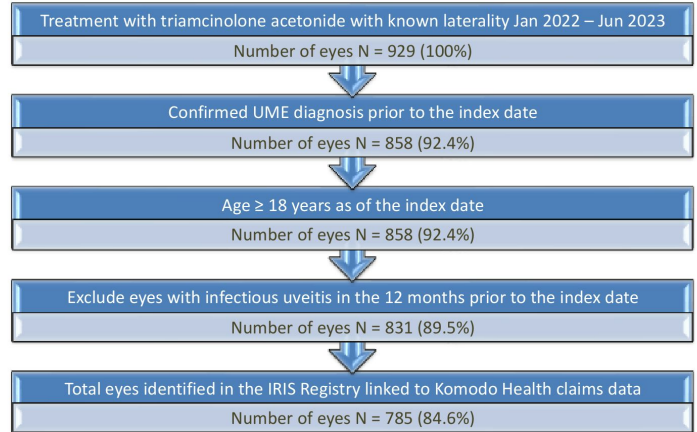 Treatment with triamcinolone acetonide with known laterality Jan 2022 – Jun 2023
Number of eyes N = 929 (100%)
Confirmed UME diagnosis prior to the index date
Number of eyes N = 858 (92.4%)
Age ≥ 18 years as of the index date
Number of eyes N = 858 (92.4%)
Exclude eyes with infectious uveitis in the 12 months prior to the index date
Number of eyes N = 831 (89.5%)
Total eyes identified in the IRIS Registry linked to Komodo Health claims data
Number of eyes N = 785 (84.6%)